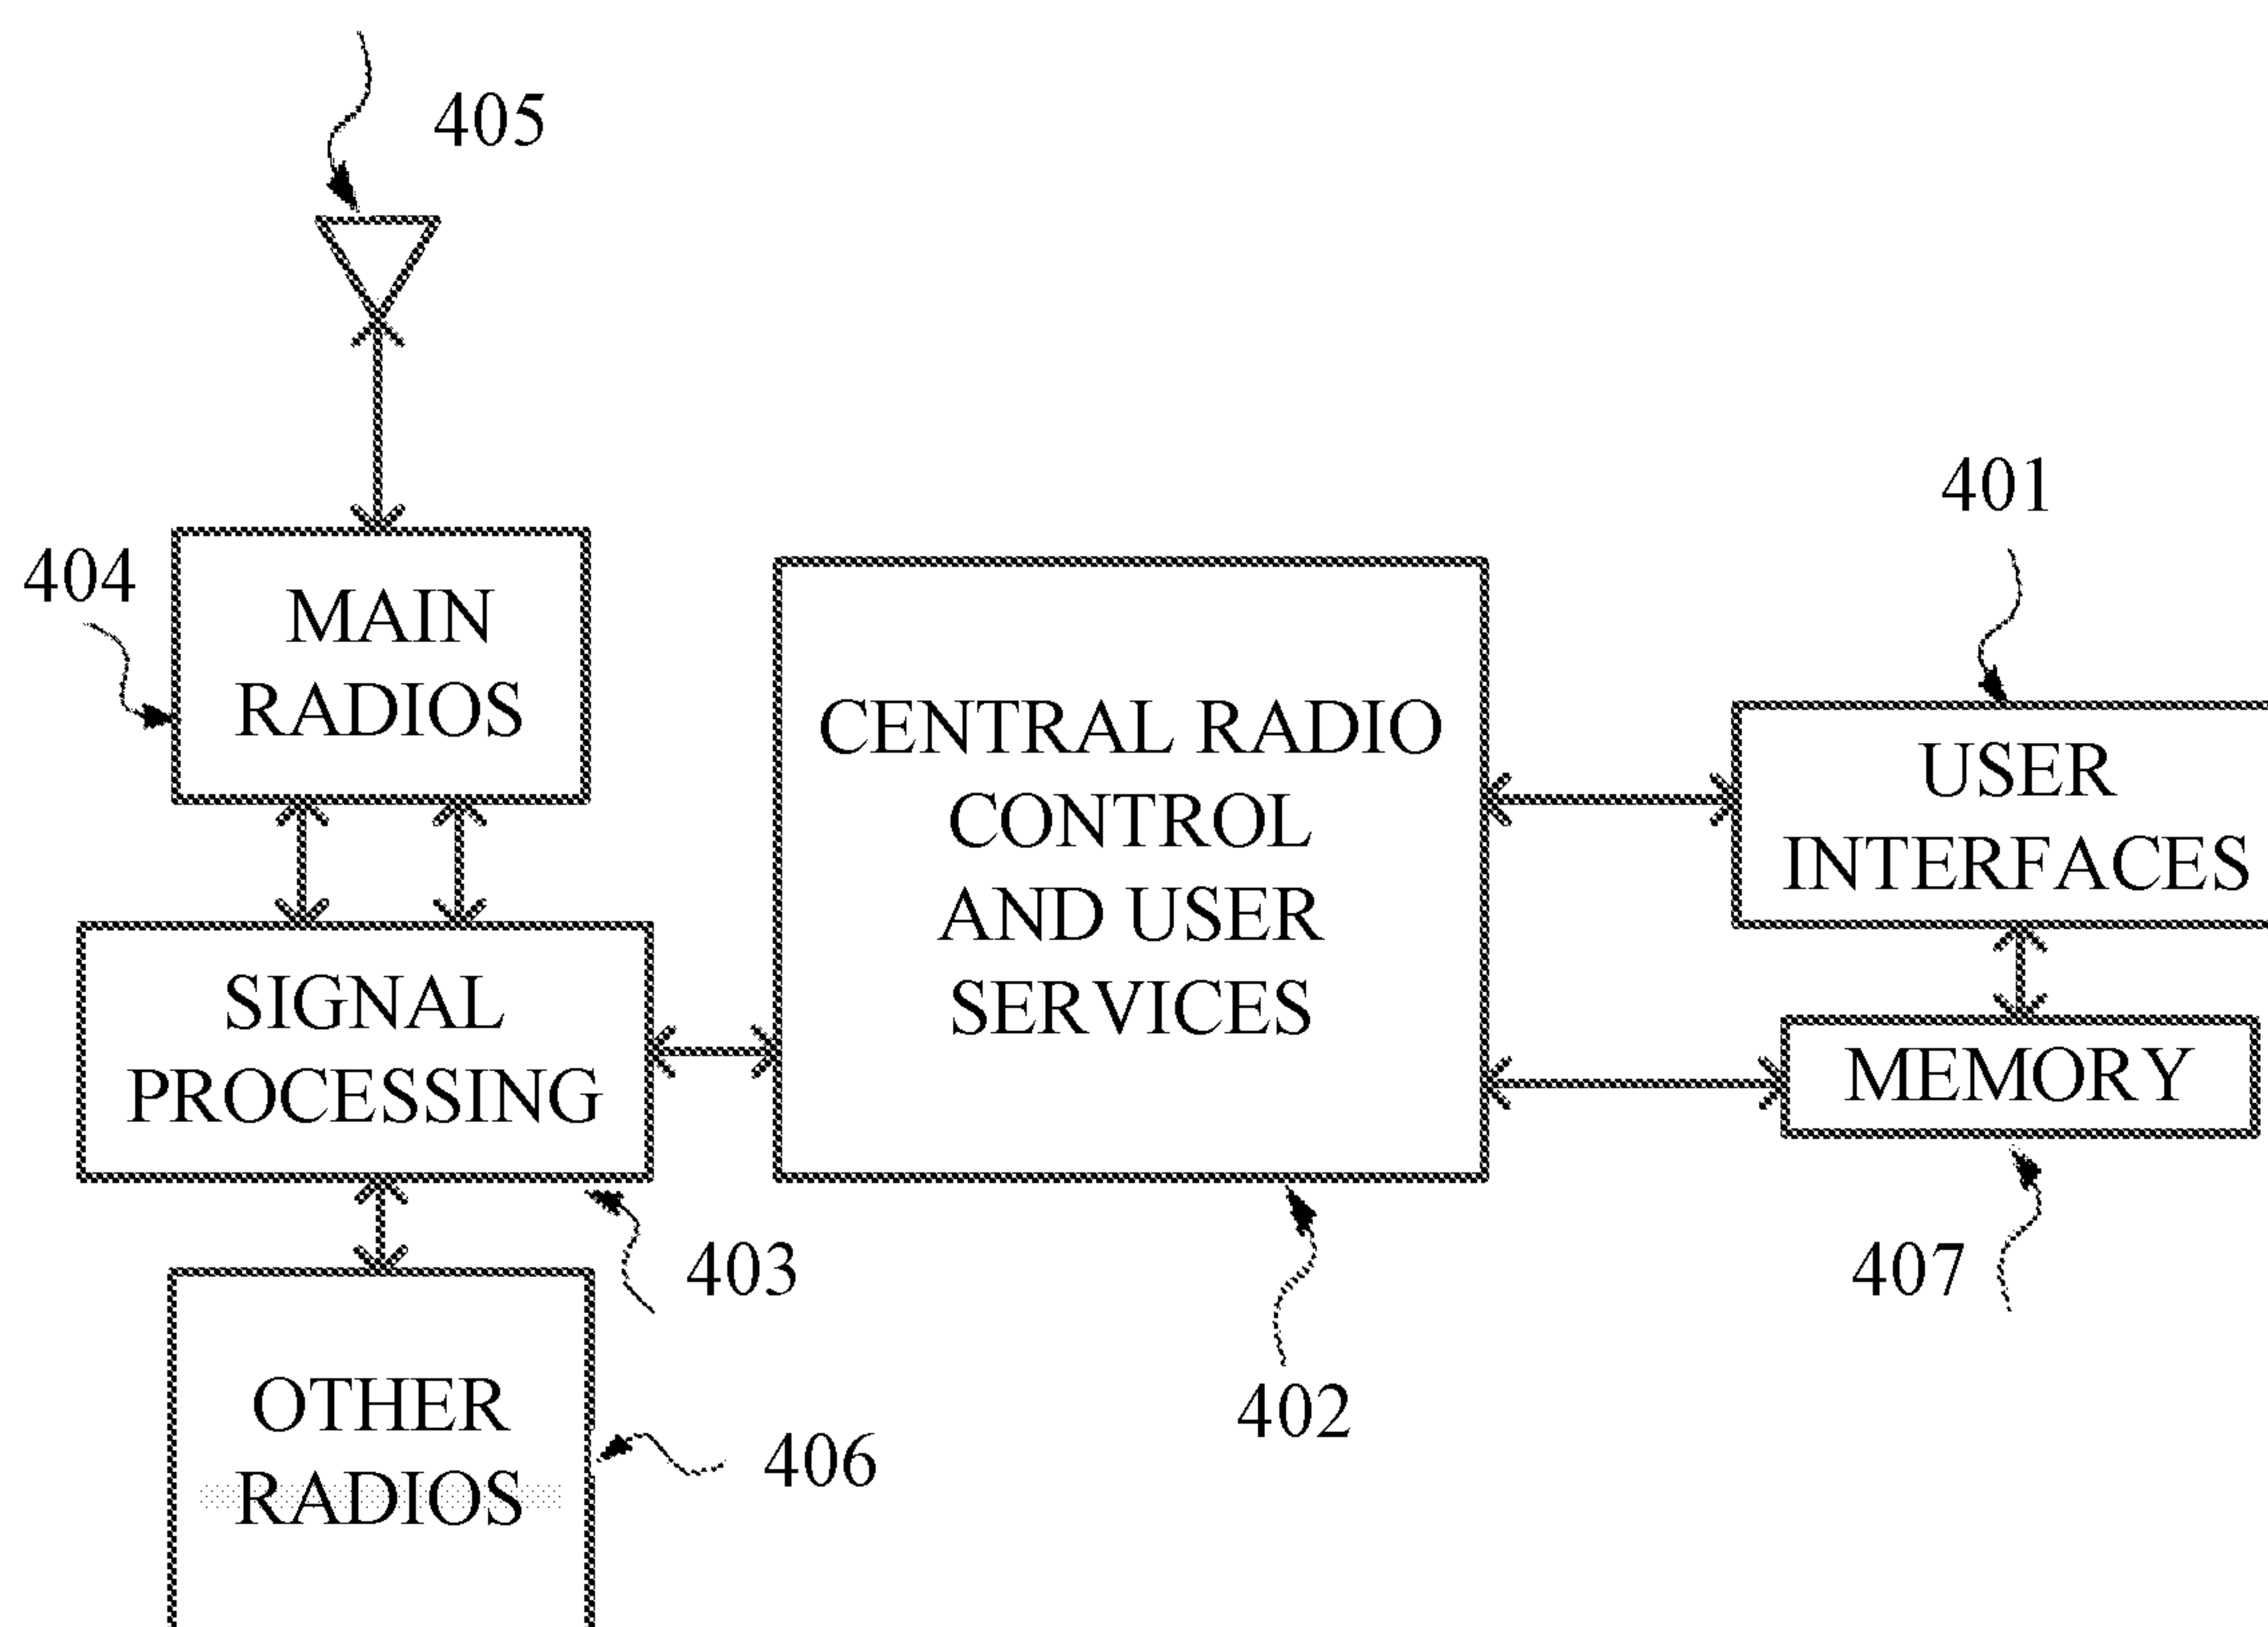 405
404
MAIN
RADIOS
SIGNAL
PROCESSING
403
OTHER
RADIOS
406
CENTRAL RADIO
CONTROL
AND USER
SERVICES
402
401
USER
INTERFACES
MEMORY
407